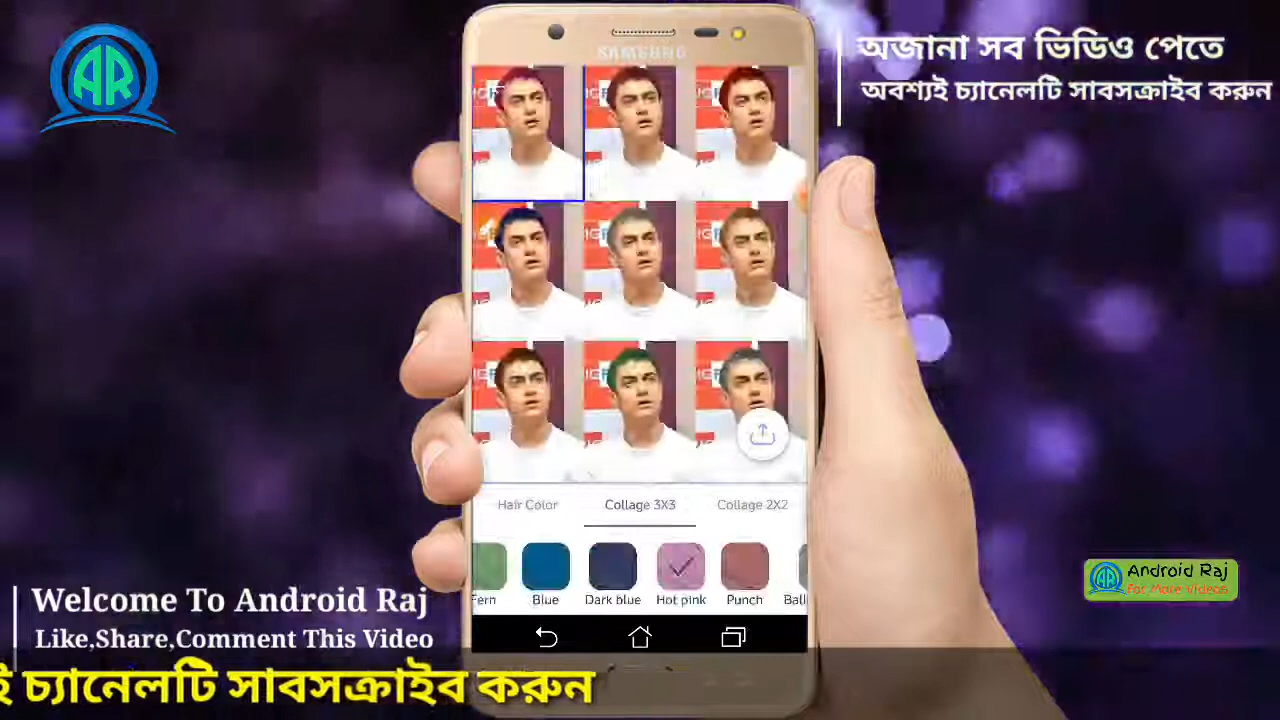 AR
অজানা সব ভিডিও পেতে
অবশ্যই চ্যানেলটি সাবসক্রাইব করুন
SAMSUNG
Hair Color
Collage 3X3
Collage 2X2
Fern
Blue
Dark blue
Hot pink
Punch
Ball
Android Raj
For More Videos
Welcome To Android Raj
Like,Share,Comment This Video
ই চ্যানেলটি সাবসক্রাইব করুন